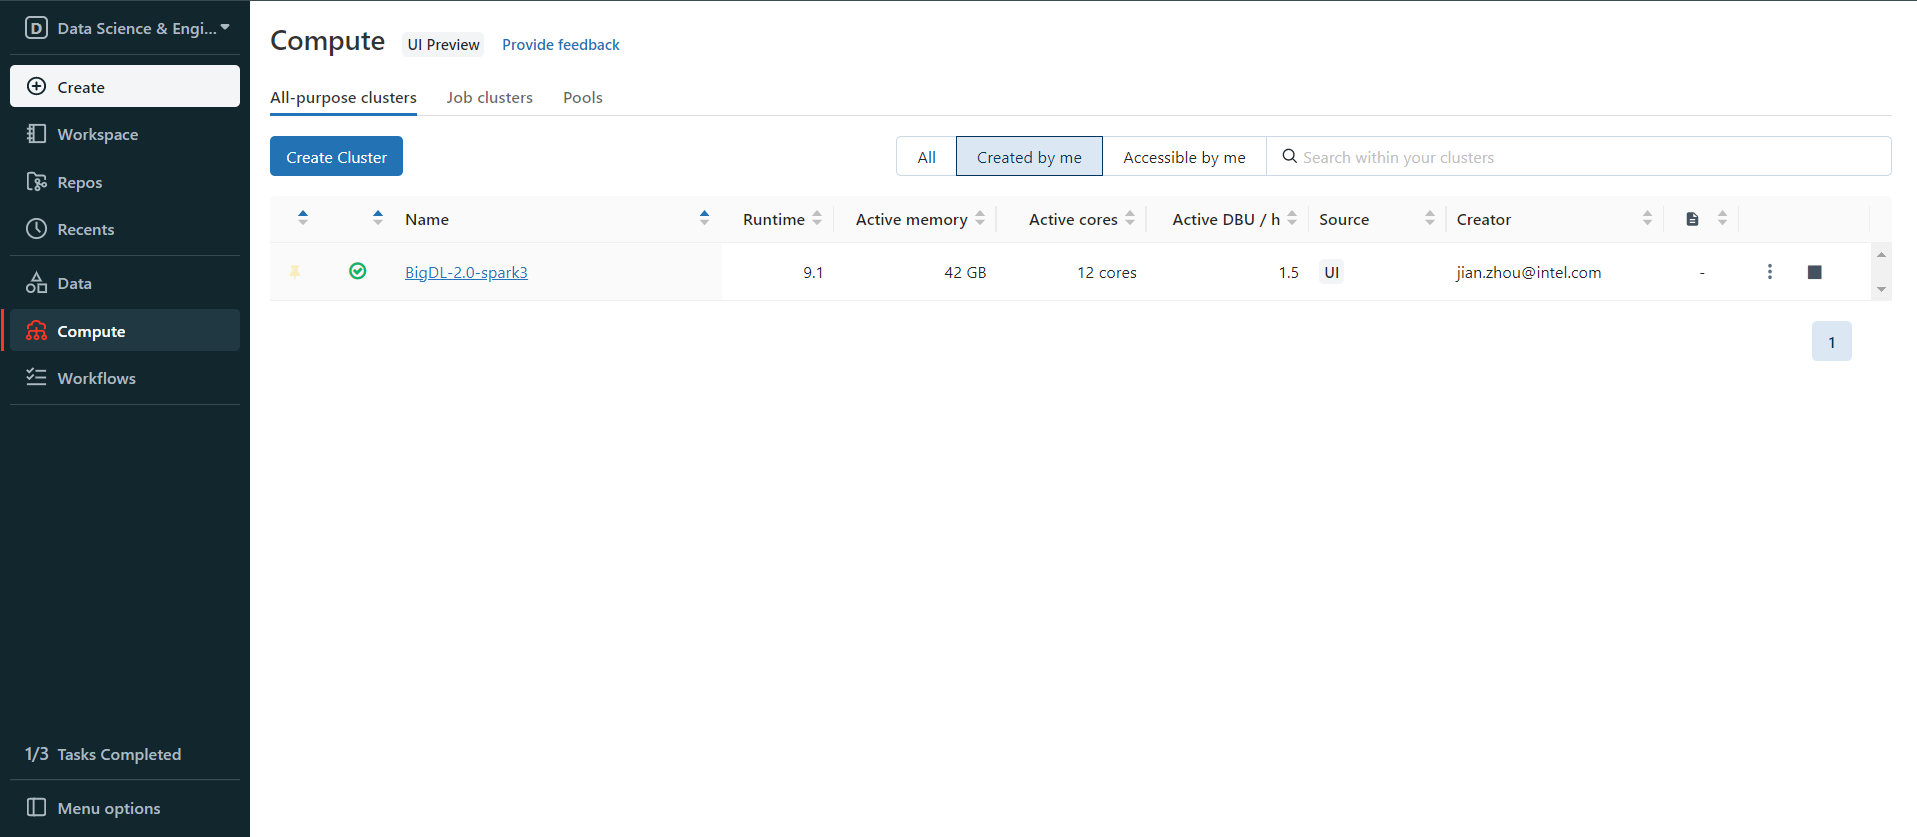 D Data Science & Engi...
Create
Workspace
Repos
Recents
Data
Compute
Workflows
1/3 Tasks Completed
Menu options
Compute UI Preview Provide feedback
All-purpose clusters Job clusters Pools
Create Cluster All Created by me Accessible by me Search within your clusters
Name Runtime Active memory Active cores Active DBU / h Source Creator
BigDL-2.0-spark3 9.1 42 GB 12 cores 1.5 UI jian.zhou@intel.com -
1